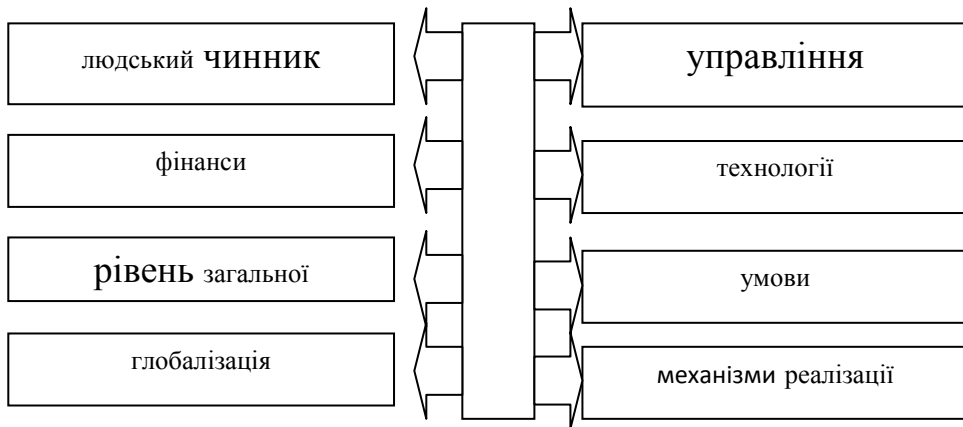 людський чинник
управління
фінанси
технології
рівень загальної
умови
глобалізація
механізми реалізації